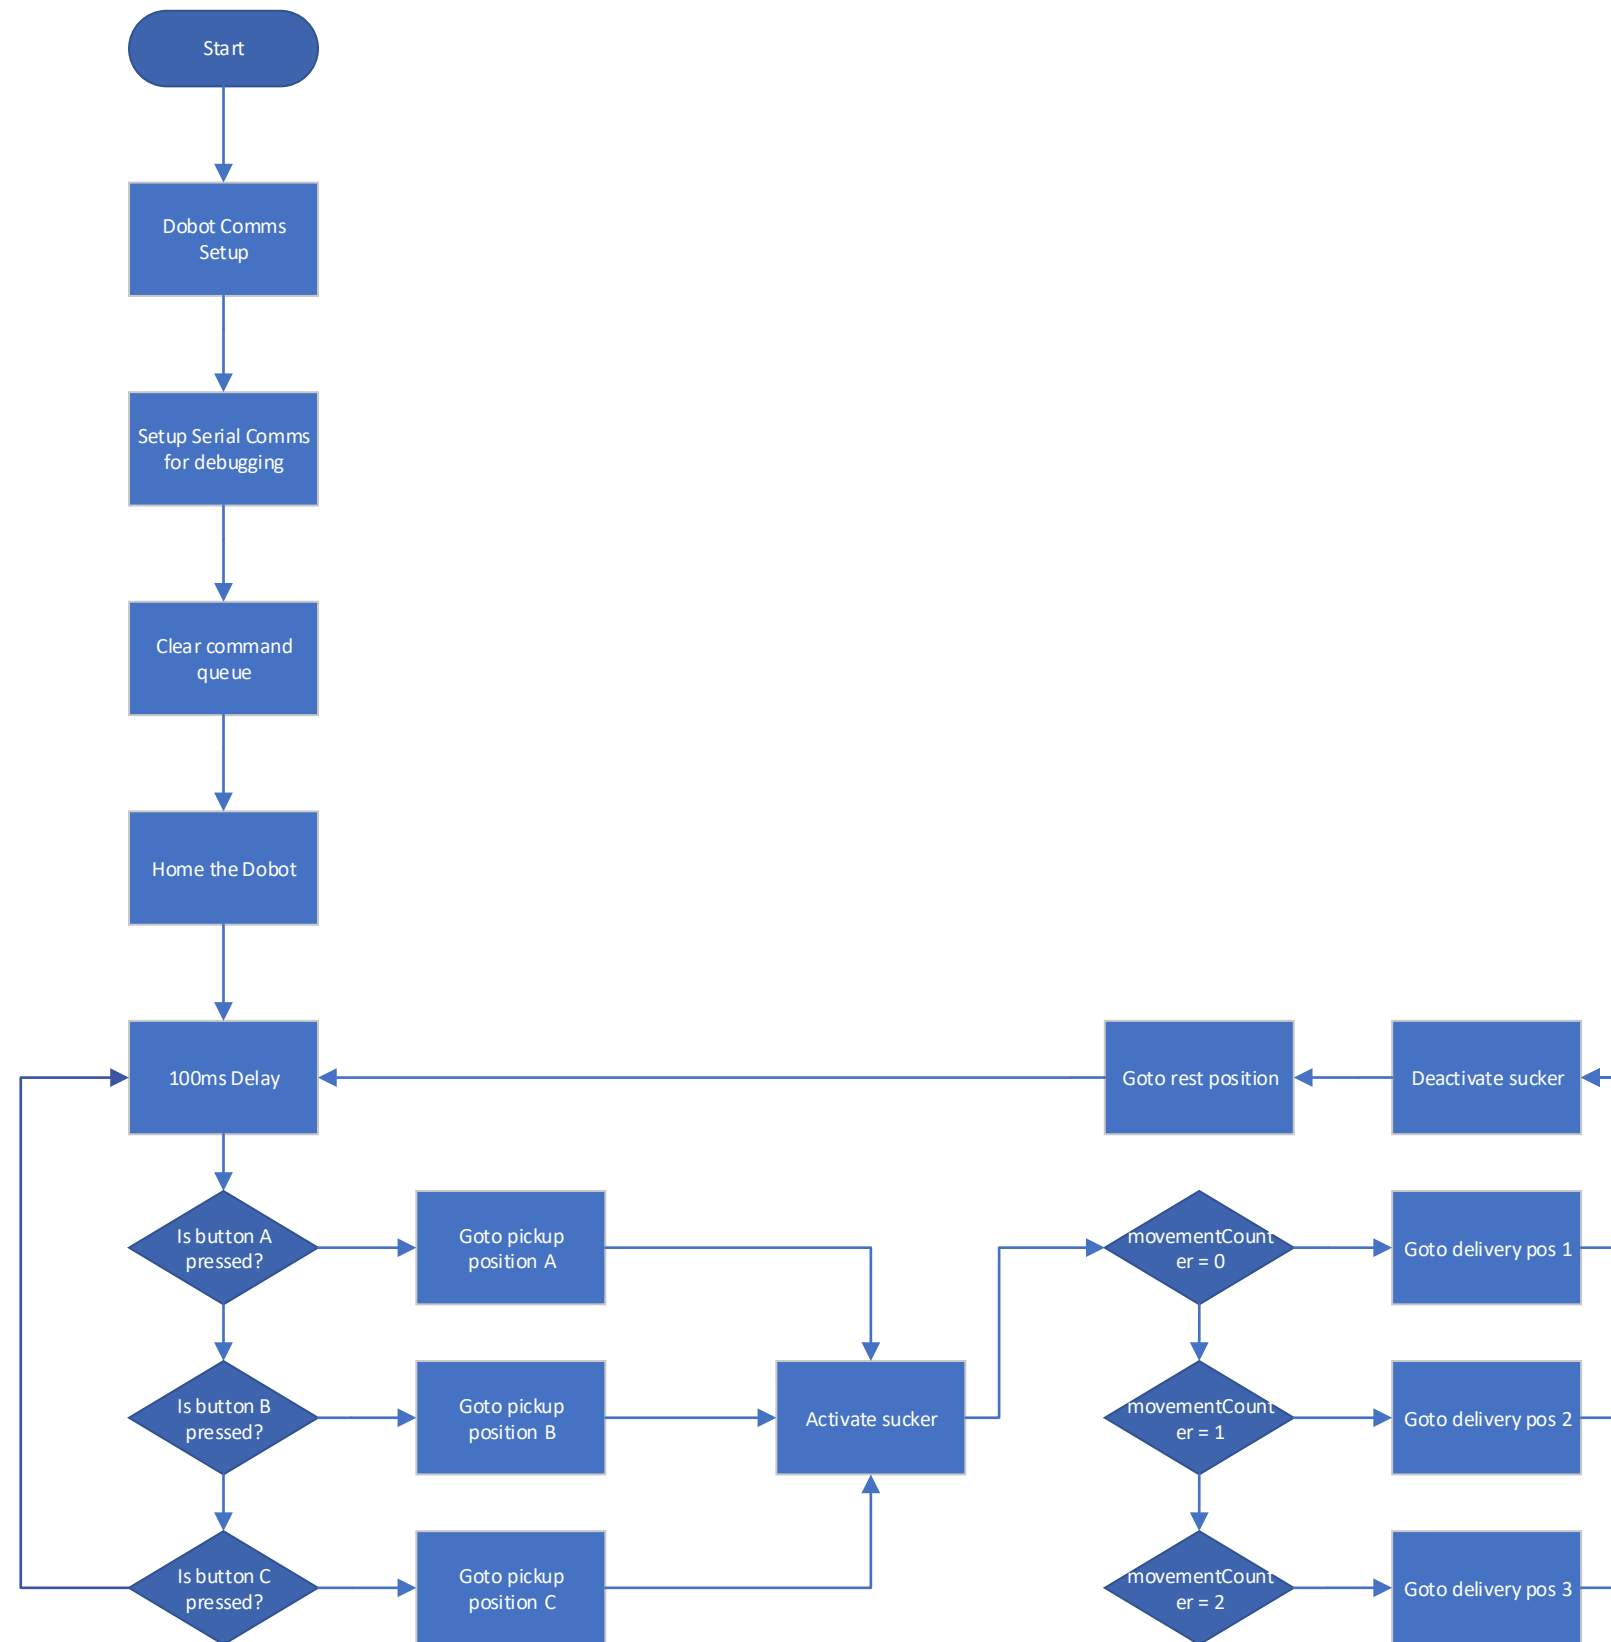 Start
Dobot Comms
Setup
Setup Serial Comms
for debugging
Clear command
queue
Home the Dobot
100ms Delay
Goto rest position
Deactivate sucker
Is button A
pressed?
Goto pickup
position A
movementCount
er = 0
Goto delivery pos 1
Is button B
pressed?
Goto pickup
position B
Activate sucker
movementCount
er = 1
Goto delivery pos 2
Is button C
pressed?
Goto pickup
position C
movementCount
er = 2
Goto delivery pos 3